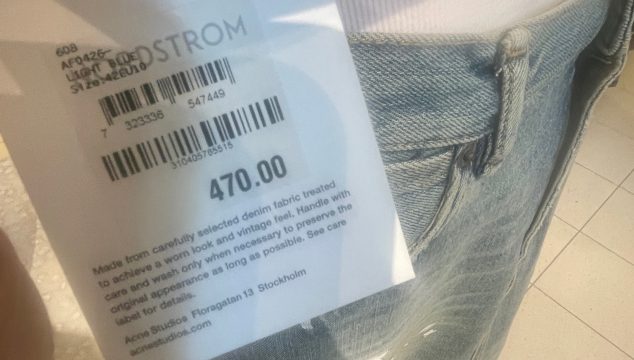 NORDSTROM
608
AF0426-
LIGHT BLUE
7 323336 547449
310405785515
470.00
Made from carefully selected denim fabric treated
to achieve a worn look and vintage feel. Handle with
care and wash only when necessary to preserve the
original appearance as long as possible. See care
label for details.
Acne Studios Floragatan 13 Stockholm
acnestudios.com